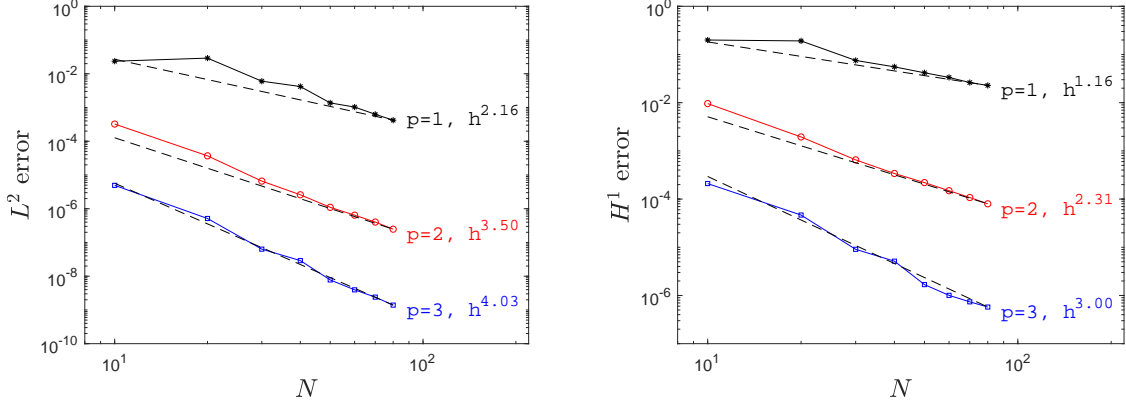 10^0
10^-2
10^-4
10^-6
10^-8
10^-10
L^2 error
p=1, h^2.16
p=2, h^3.50
p=3, h^4.03
10^1
10^2
N
10^0
10^-2
10^-4
10^-6
H^1 error
p=1, h^1.16
p=2, h^2.31
p=3, h^3.00
10^1
10^2
N